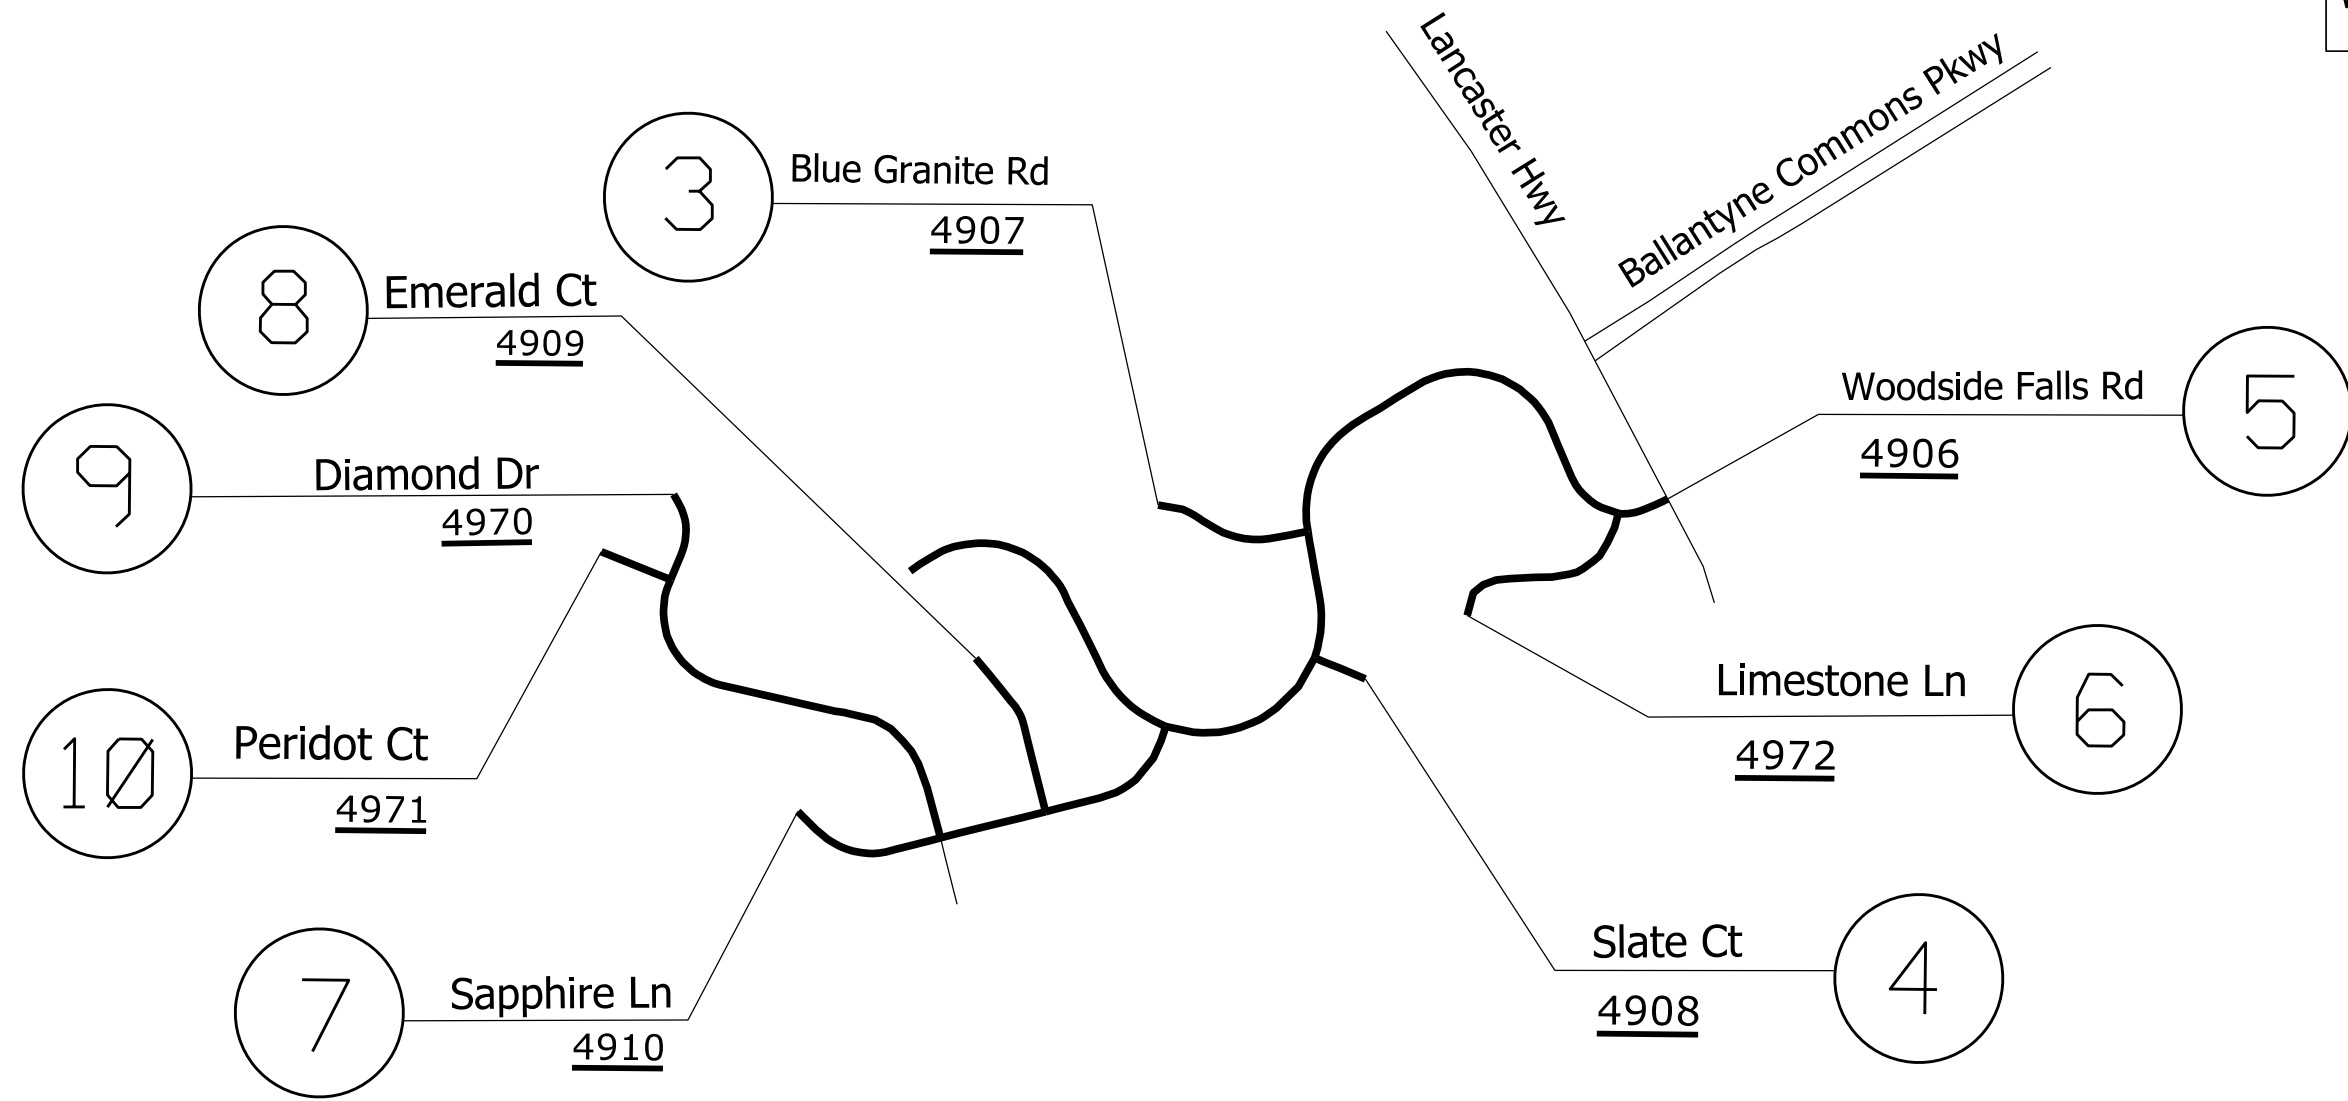 Lancaster Hwy
Ballantyne Commons Pkwy
3
Blue Granite Rd
4907
8
Emerald Ct
4909
5
Woodside Falls Rd
4906
9
Diamond Dr
4970
6
Limestone Ln
4972
10
Peridot Ct
4971
4
Slate Ct
4908
7
Sapphire Ln
4910